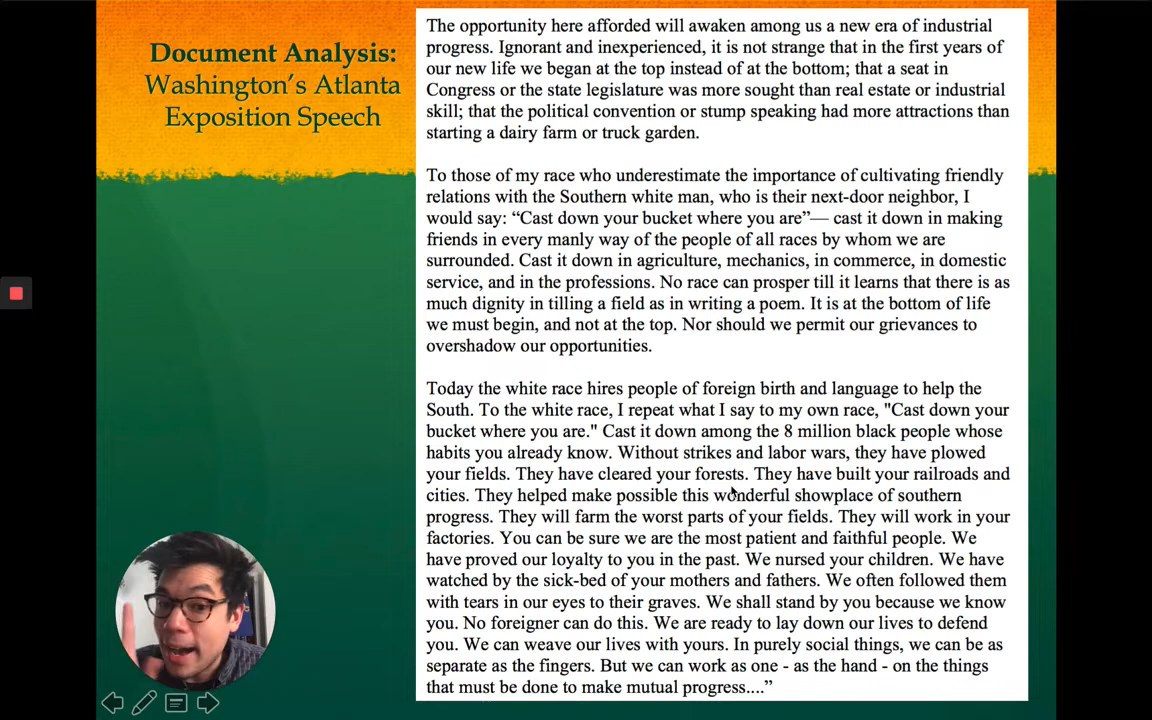 Document Analysis:
Washington's Atlanta
Exposition Speech
The opportunity here afforded will awaken among us a new era of industrial
progress. Ignorant and inexperienced, it is not strange that in the first years of
our new life we began at the top instead of at the bottom; that a seat in
Congress or the state legislature was more sought than real estate or industrial
skill; that the political convention or stump speaking had more attractions than
starting a dairy farm or truck garden.
To those of my race who underestimate the importance of cultivating friendly
relations with the Southern white man, who is their next-door neighbor, I
would say: “Cast down your bucket where you are”— cast it down in making
friends in every manly way of the people of all races by whom we are
surrounded. Cast it down in agriculture, mechanics, in commerce, in domestic
service, and in the professions. No race can prosper till it learns that there is as
much dignity in tilling a field as in writing a poem. It is at the bottom of life
we must begin, and not at the top. Nor should we permit our grievances to
overshadow our opportunities.
Today the white race hires people of foreign birth and language to help the
South. To the white race, I repeat what I say to my own race, "Cast down your
bucket where you are." Cast it down among the 8 million black people whose
habits you already know. Without strikes and labor wars, they have plowed
your fields. They have cleared your forests. They have built your railroads and
cities. They helped make possible this wonderful showplace of southern
progress. They will farm the worst parts of your fields. They will work in your
factories. You can be sure we are the most patient and faithful people. We
have proved our loyalty to you in the past. We nursed your children. We have
watched by the sick-bed of your mothers and fathers. We often followed them
with tears in our eyes to their graves. We shall stand by you because we know
you. No foreigner can do this. We are ready to lay down our lives to defend
you. We can weave our lives with yours. In purely social things, we can be as
separate as the fingers. But we can work as one - as the hand - on the things
that must be done to make mutual progress....”